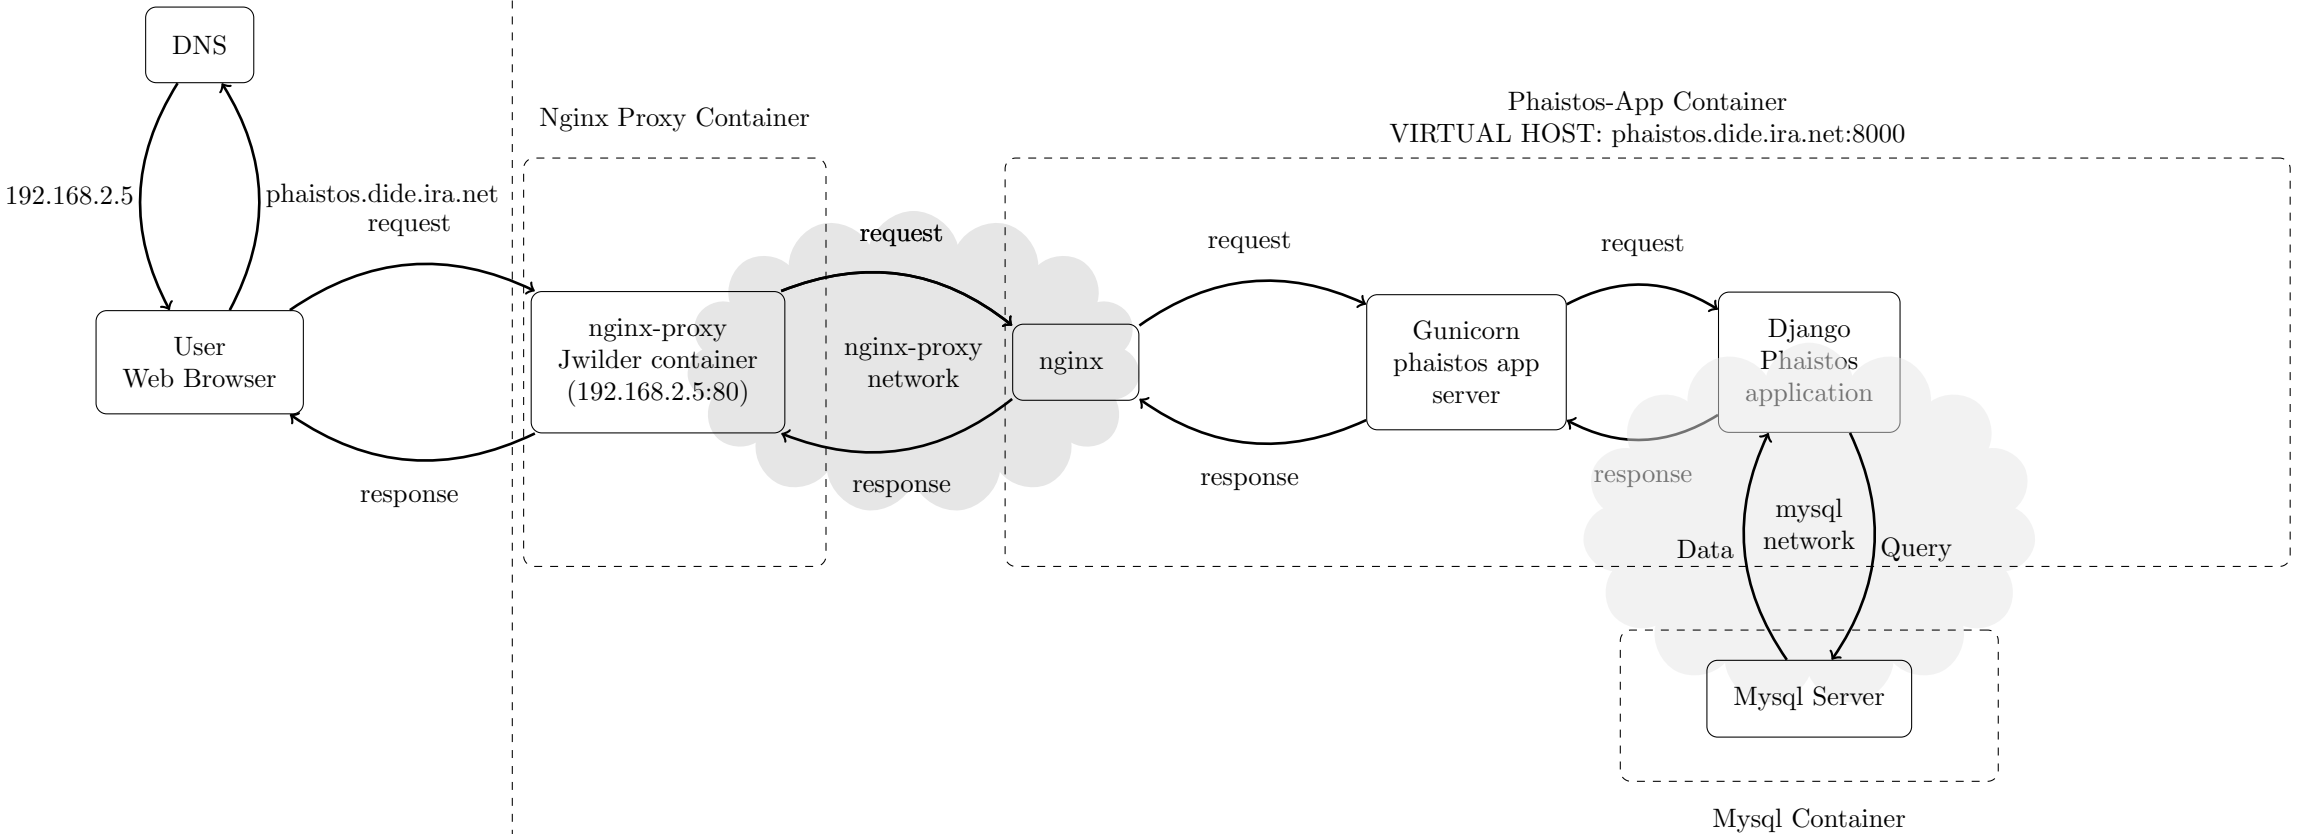 DNS
192.168.2.5
phaistos.dide.ira.net
request
User
Web Browser
response
Nginx Proxy Container
nginx-proxy
Jwilder container
(192.168.2.5:80)
request
nginx-proxy
network
response
Phaistos-App Container
VIRTUAL HOST: phaistos.dide.ira.net:8000
nginx
request
response
Gunicorn
phaistos app
server
request
response
Django
Phaistos
application
mysql
network
Data
Query
Mysql Server
Mysql Container